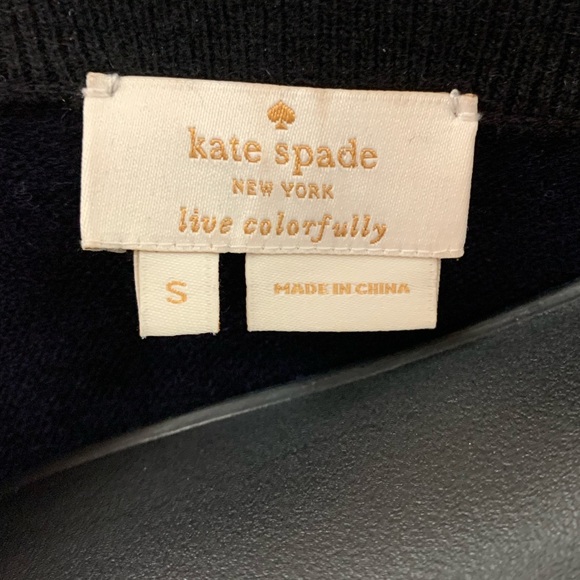 kate spade
NEW YORK
live colorfully
S
MADE IN CHINA